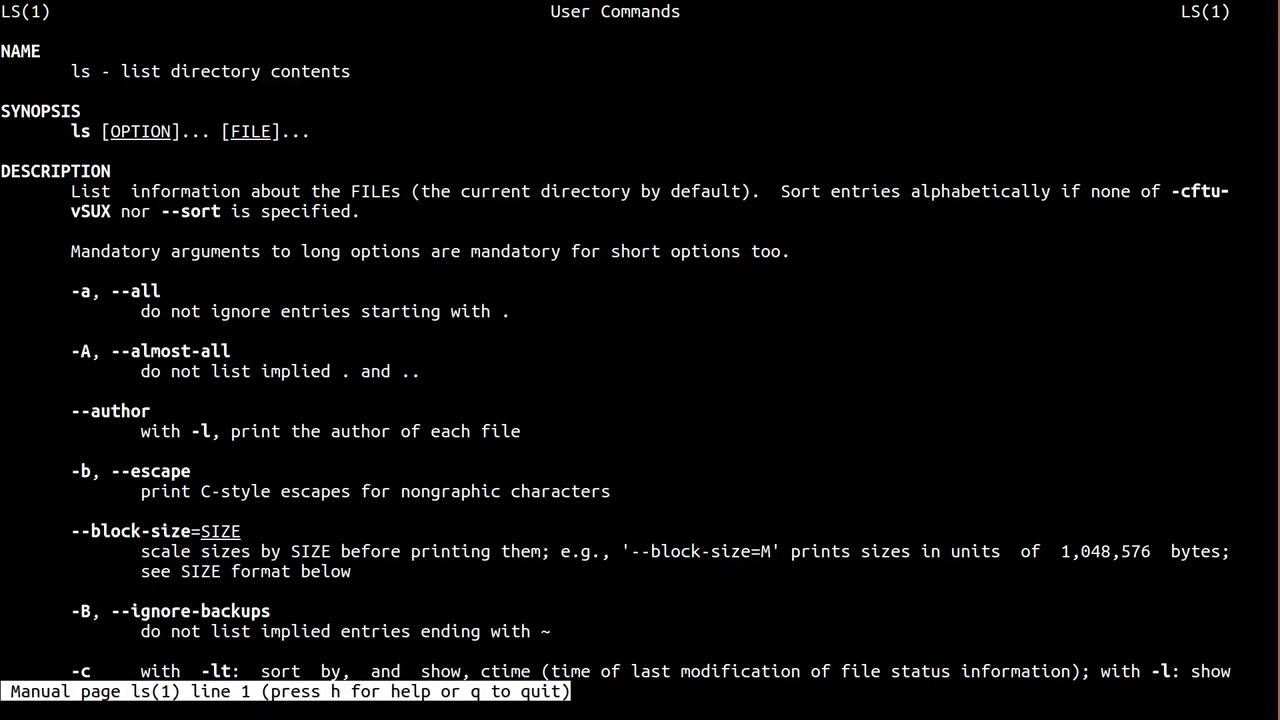 LS(1) User Commands LS(1)
NAME
ls - list directory contents
SYNOPSIS
ls [OPTION]... [FILE]...
DESCRIPTION
List information about the FILEs (the current directory by default). Sort entries alphabetically if none of -cftu-
vSUX nor --sort is specified.
Mandatory arguments to long options are mandatory for short options too.
-a, --all
do not ignore entries starting with .
-A, --almost-all
do not list implied . and ..
--author
with -l, print the author of each file
-b, --escape
print C-style escapes for nongraphic characters
--block-size=SIZE
scale sizes by SIZE before printing them; e.g., '--block-size=M' prints sizes in units of 1,048,576 bytes;
see SIZE format below
-B, --ignore-backups
do not list implied entries ending with ~
-c with -lt: sort by, and show, ctime (time of last modification of file status information); with -l: show
Manual page ls(1) line 1 (press h for help or q to quit)